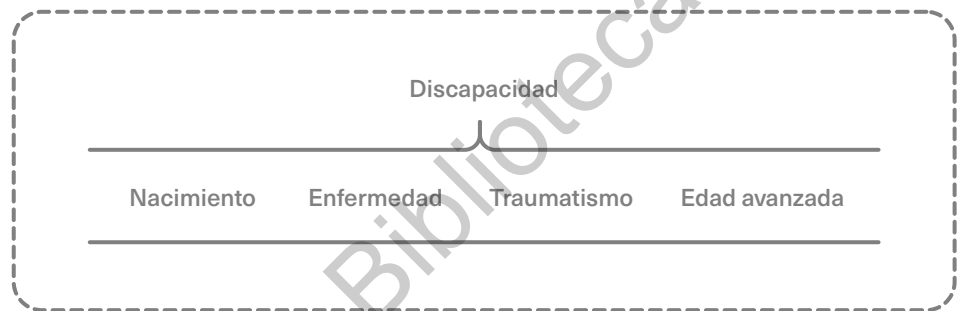 Discapacidad
Nacimiento Enfermedad Traumatismo Edad avanzada
Biblioteca